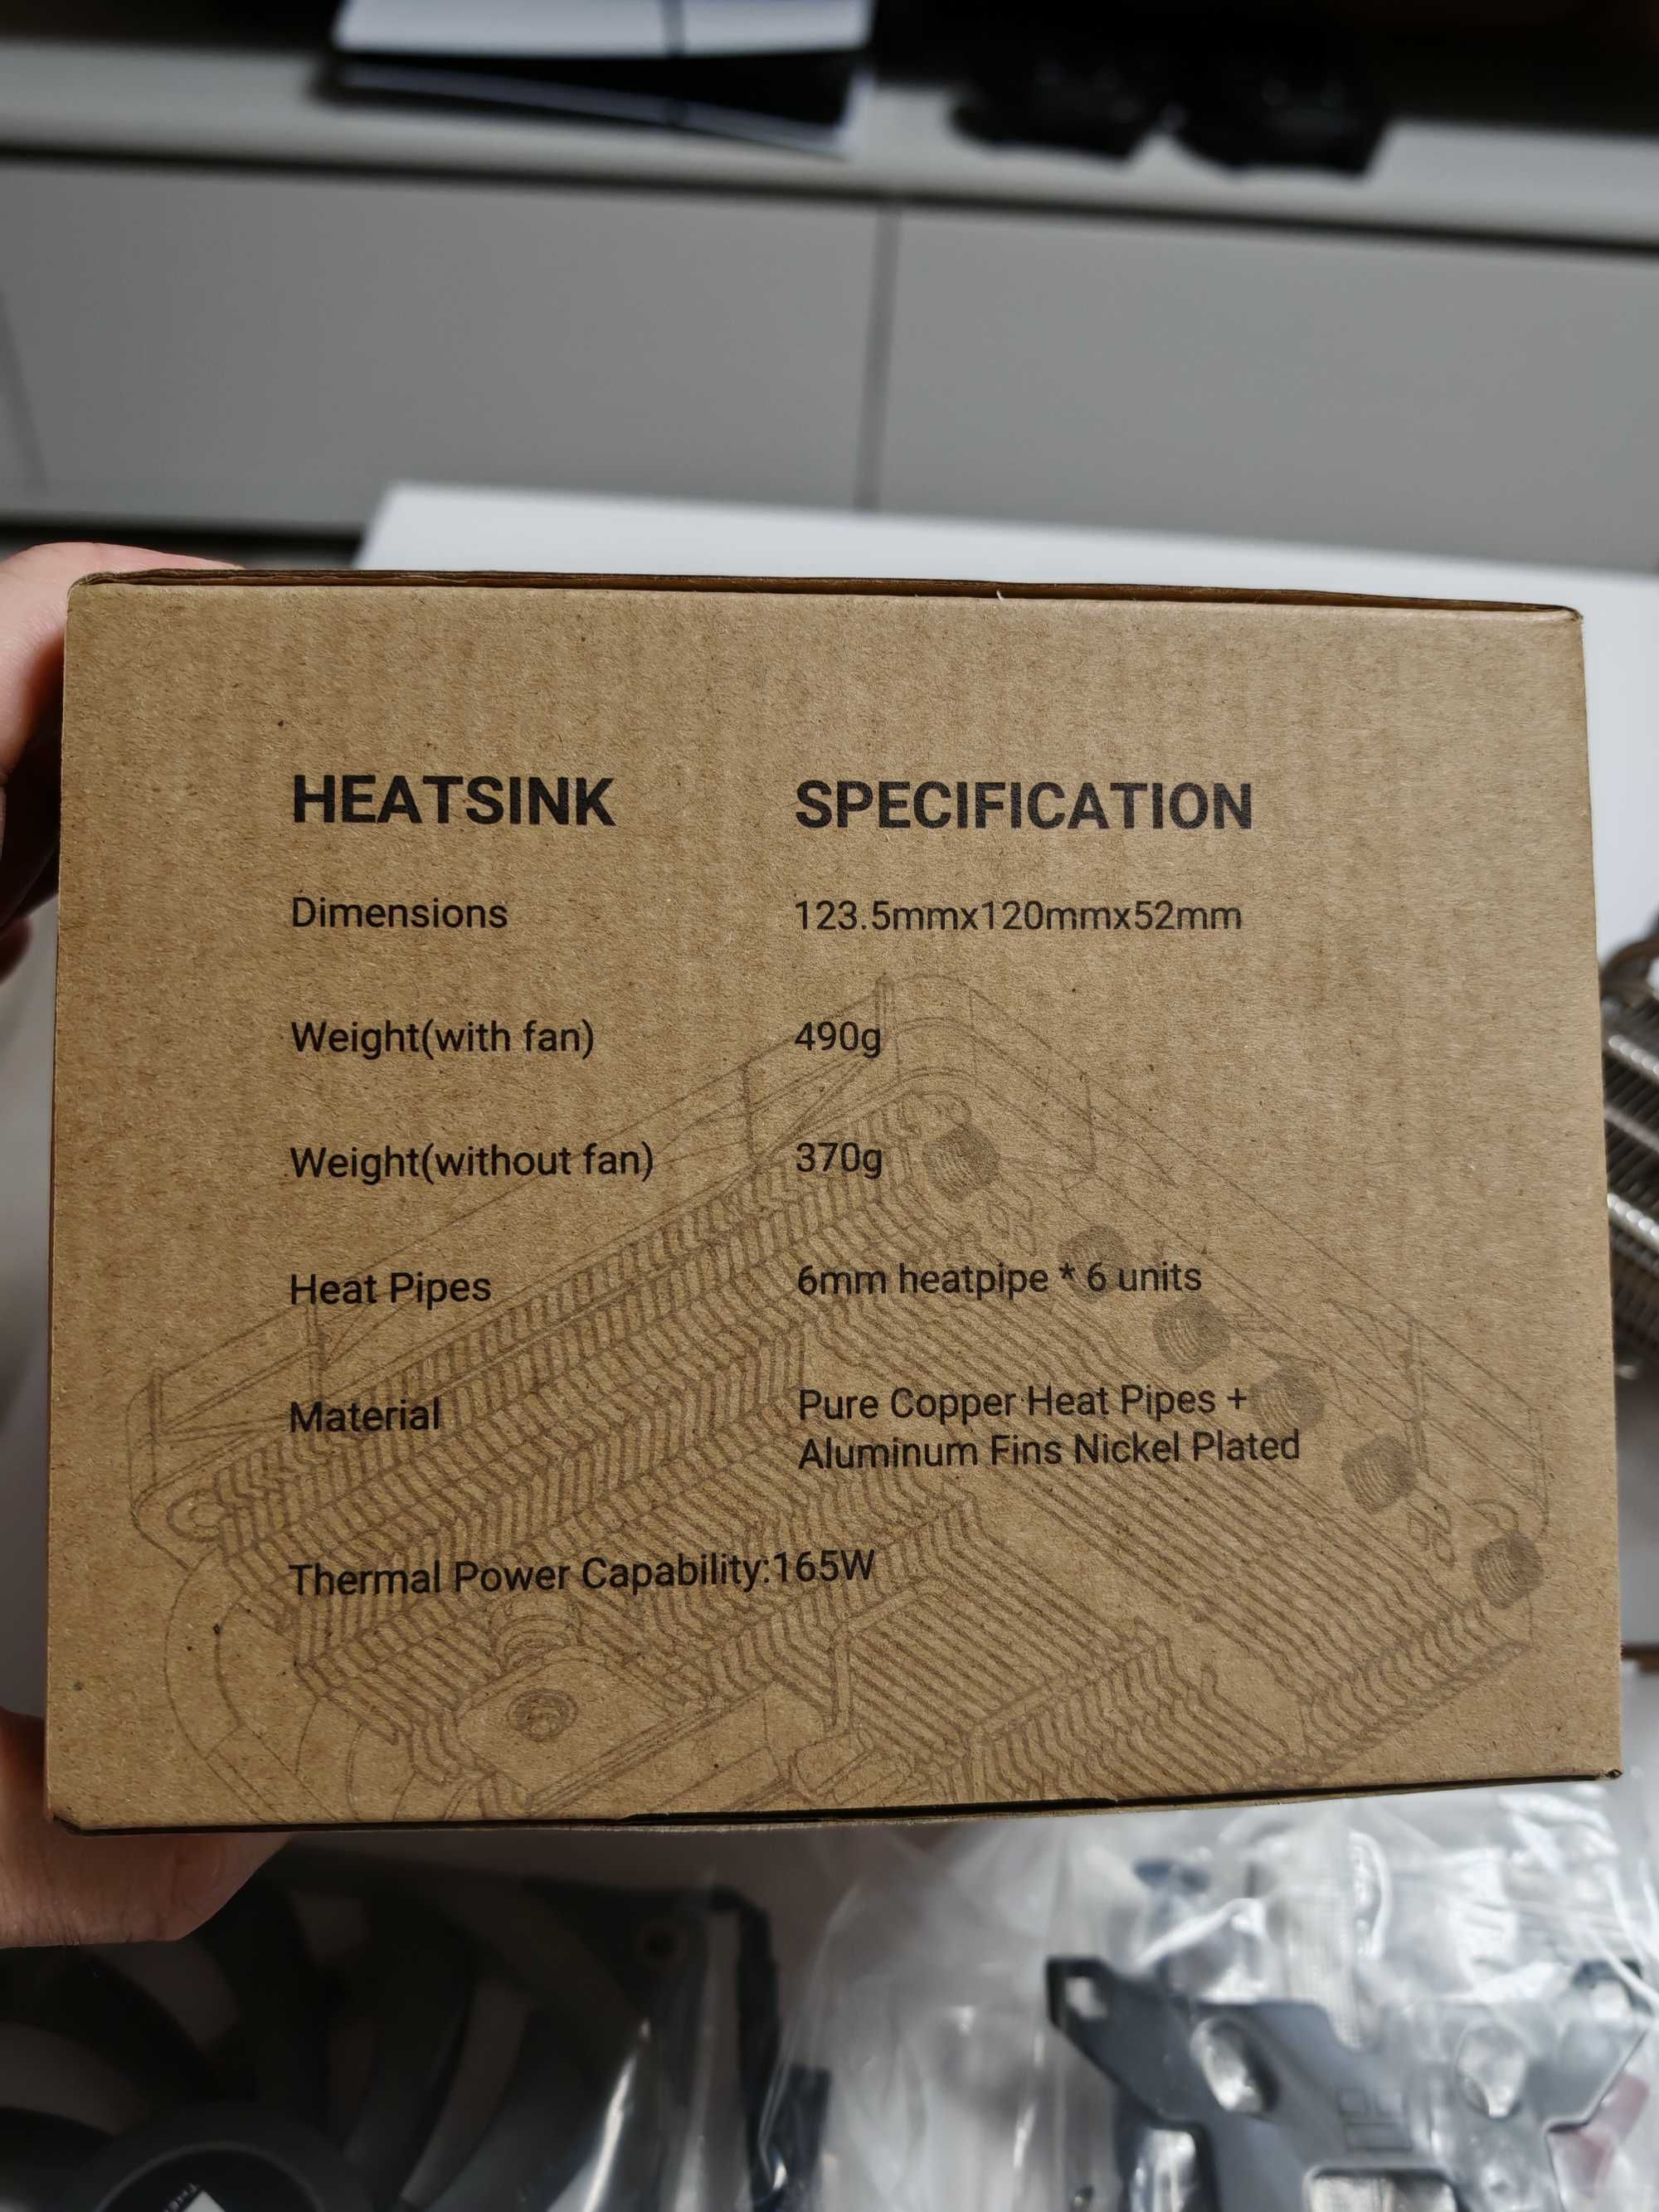 HEATSINK SPECIFICATION
Dimensions 123.5mmx120mmx52mm
Weight(with fan) 490g
Weight(without fan) 370g
Heat Pipes 6mm heatpipe * 6 units
Material Pure Copper Heat Pipes +
Aluminum Fins Nickel Plated
Thermal Power Capability:165W